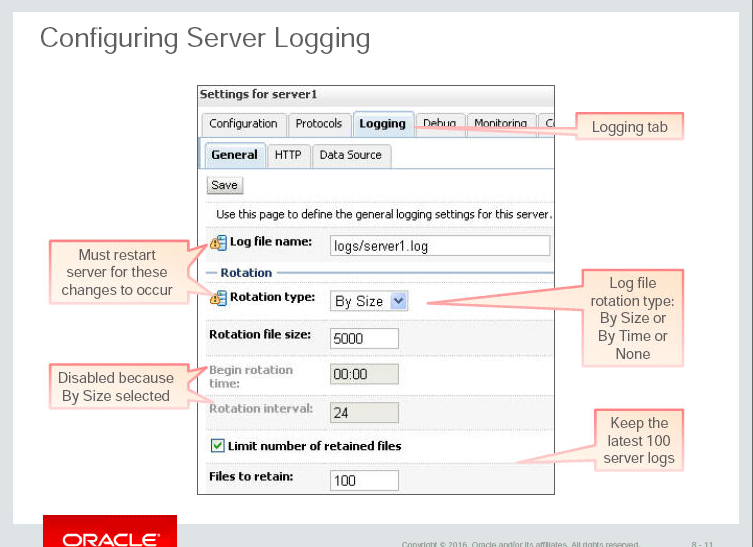 Configuring Server Logging
Settings for server1
Configuration Protocols Logging Debug Monitoring
Logging tab
General HTTP Data Source
Save
Use this page to define the general logging settings for this server.
Log file name: logs/server1.log
Must restart
server for these
changes to occur
Rotation
Rotation type: By Size
Log file
rotation type:
By Size or
By Time or
None
Rotation file size: 5000
Begin rotation
time: 00:00
Disabled because
By Size selected
Rotation interval: 24
Limit number of retained files
Keep the
latest 100
server logs
Files to retain: 100
ORACLE
Copyright © 2016, Oracle and/or its affiliates. All rights reserved.
8 - 11